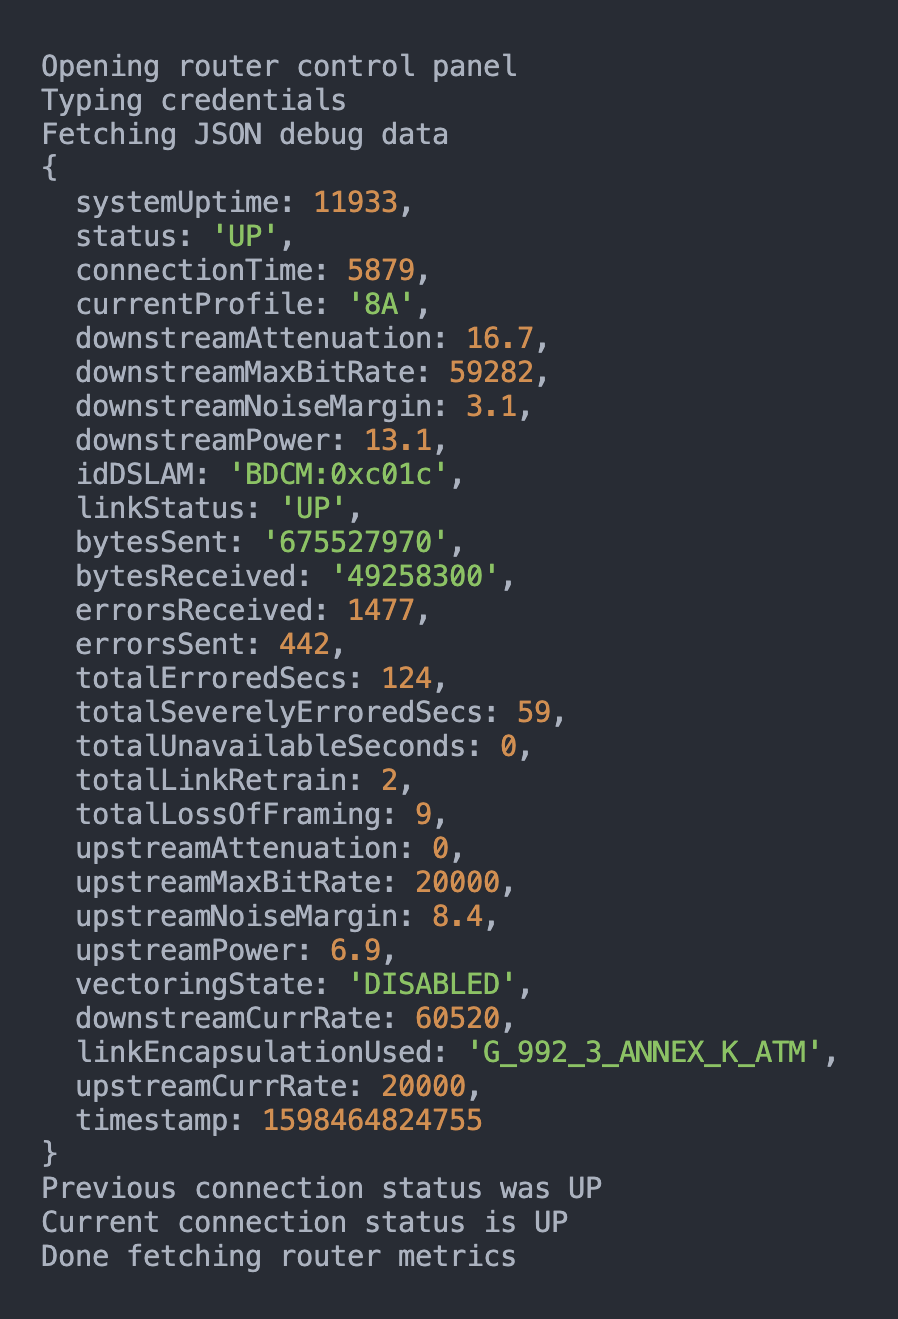 Opening router control panel
Typing credentials
Fetching JSON debug data
{
  systemUptime: 11933,
  status: 'UP',
  connectionTime: 5879,
  currentProfile: '8A',
  downstreamAttenuation: 16.7,
  downstreamMaxBitRate: 59282,
  downstreamNoiseMargin: 3.1,
  downstreamPower: 13.1,
  idDSLAM: 'BDCM:0xc01c',
  linkStatus: 'UP',
  bytesSent: '675527970',
  bytesReceived: '49258300',
  errorsReceived: 1477,
  errorsSent: 442,
  totalErroredSecs: 124,
  totalSeverelyErroredSecs: 59,
  totalUnavailableSeconds: 0,
  totalLinkRetrain: 2,
  totalLossOfFraming: 9,
  upstreamAttenuation: 0,
  upstreamMaxBitRate: 20000,
  upstreamNoiseMargin: 8.4,
  upstreamPower: 6.9,
  vectoringState: 'DISABLED',
  downstreamCurrRate: 60520,
  linkEncapsulationUsed: 'G_992_3_ANNEX_K_ATM',
  upstreamCurrRate: 20000,
  timestamp: 1598464824755
}
Previous connection status was UP
Current connection status is UP
Done fetching router metrics